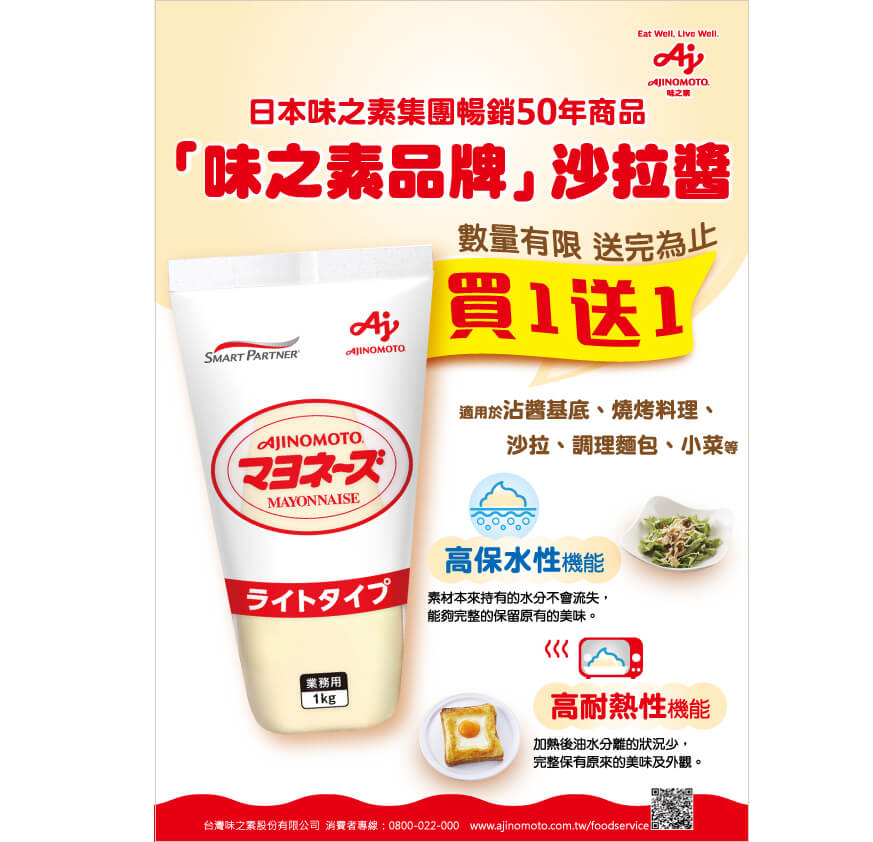 Eat Well, Live Well.
Aj
AJINOMOTO.
味之素
日本味之素集團暢銷50年商品
「味之素品牌」沙拉醬
數量有限 送完為止
買1送1
SMART PARTNER
Aj
AJINOMOTO.
適用於沾醬基底、燒烤料理、
沙拉、調理麵包、小菜等
AJINOMOTO.
マヨネーズ
MAYONNAISE
高保水性機能
素材本來持有的水分不會流失，
能夠完整的保留原有的美味。
ライトタイプ
業務用
1kg
高耐熱性機能
加熱後油水分離的狀況少，
完整保有原來的美味及外觀。
台灣味之素股份有限公司 消費者專線：0800-022-000 www.ajinomoto.com.tw/foodservice